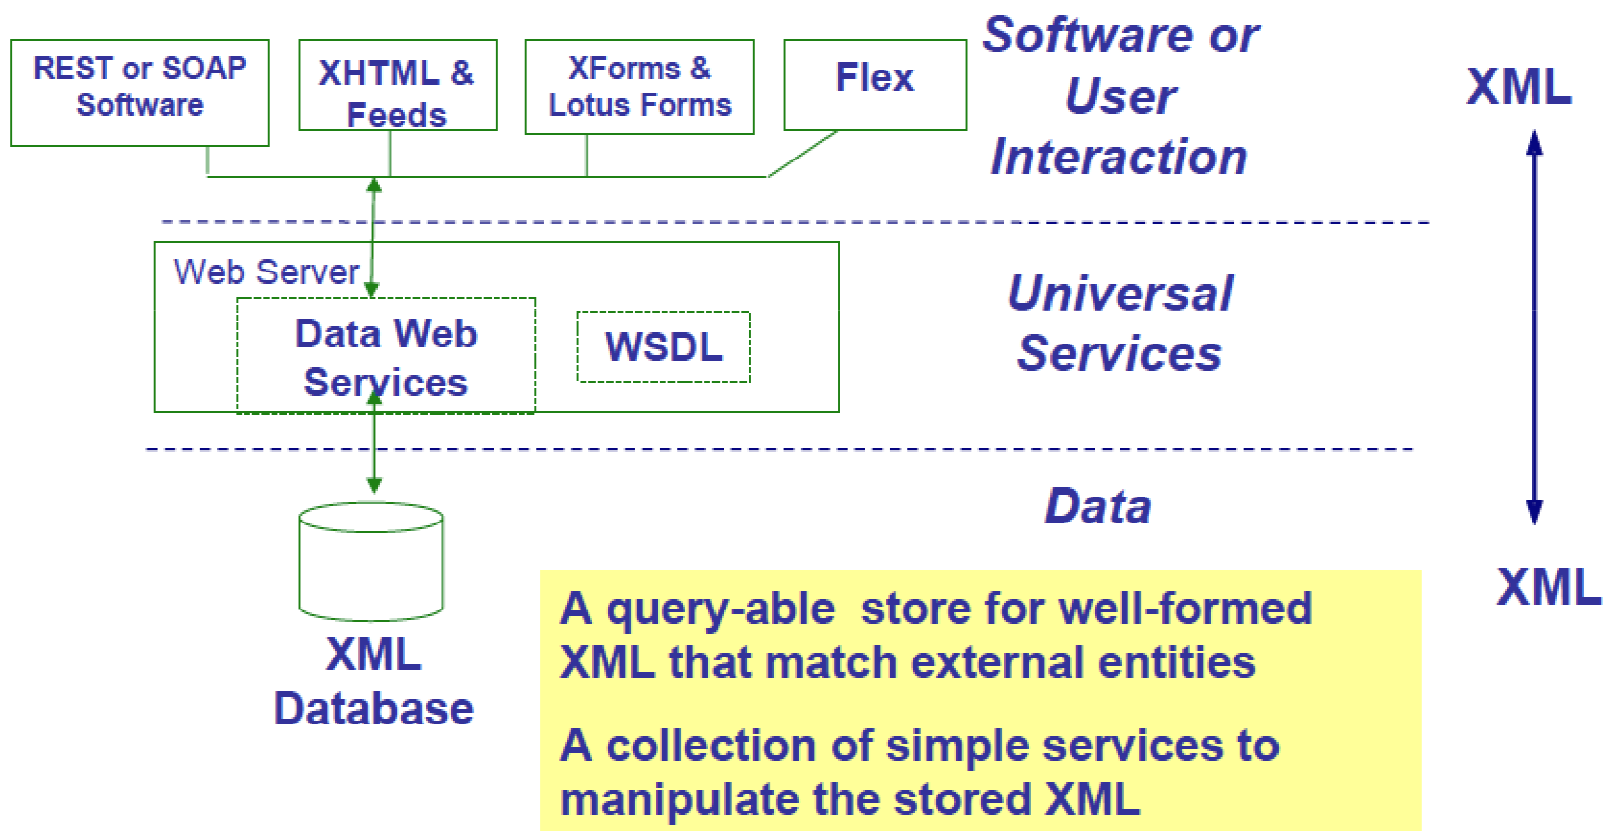 REST or SOAP
Software
XHTML &
Feeds
XForms &
Lotus Forms
Flex
Software or
User
Interaction
XML
Web Server
Data Web
Services
WSDL
Universal
Services
Data
XML
XML
Database
A query-able store for well-formed
XML that match external entities
A collection of simple services to
manipulate the stored XML